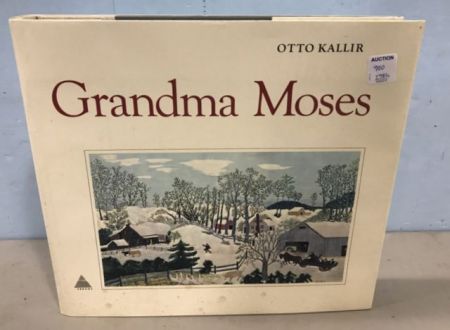 OTTO KALLIR
AUCTION
Grandma Moses